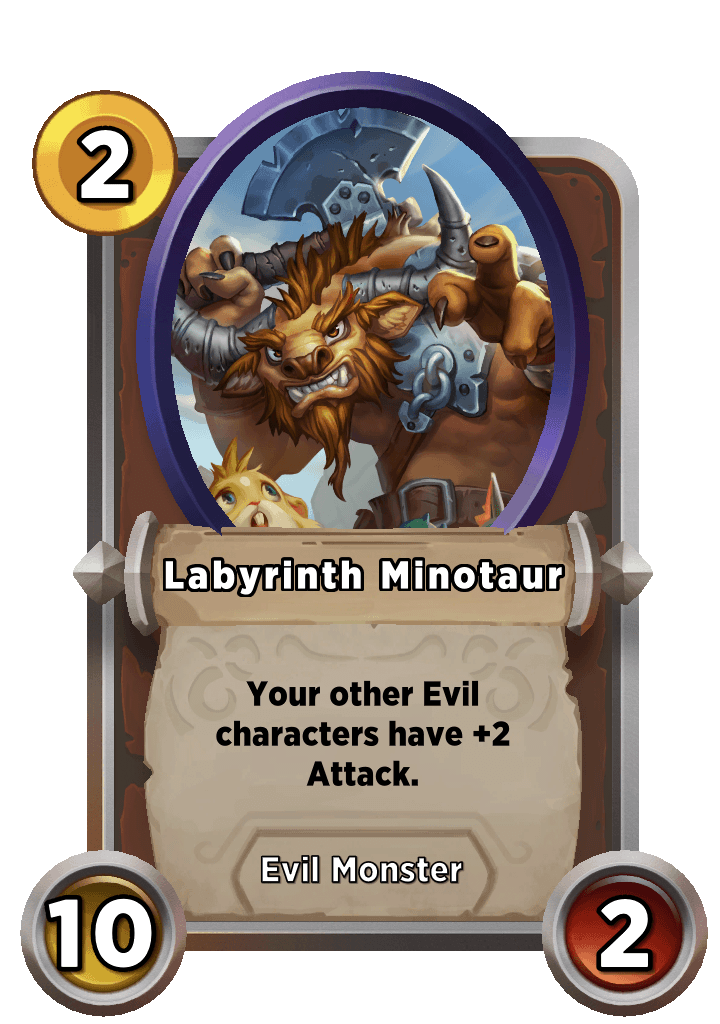 2
Labyrinth Minotaur
Your other Evil
characters have +2
Attack.
Evil Monster
10
2